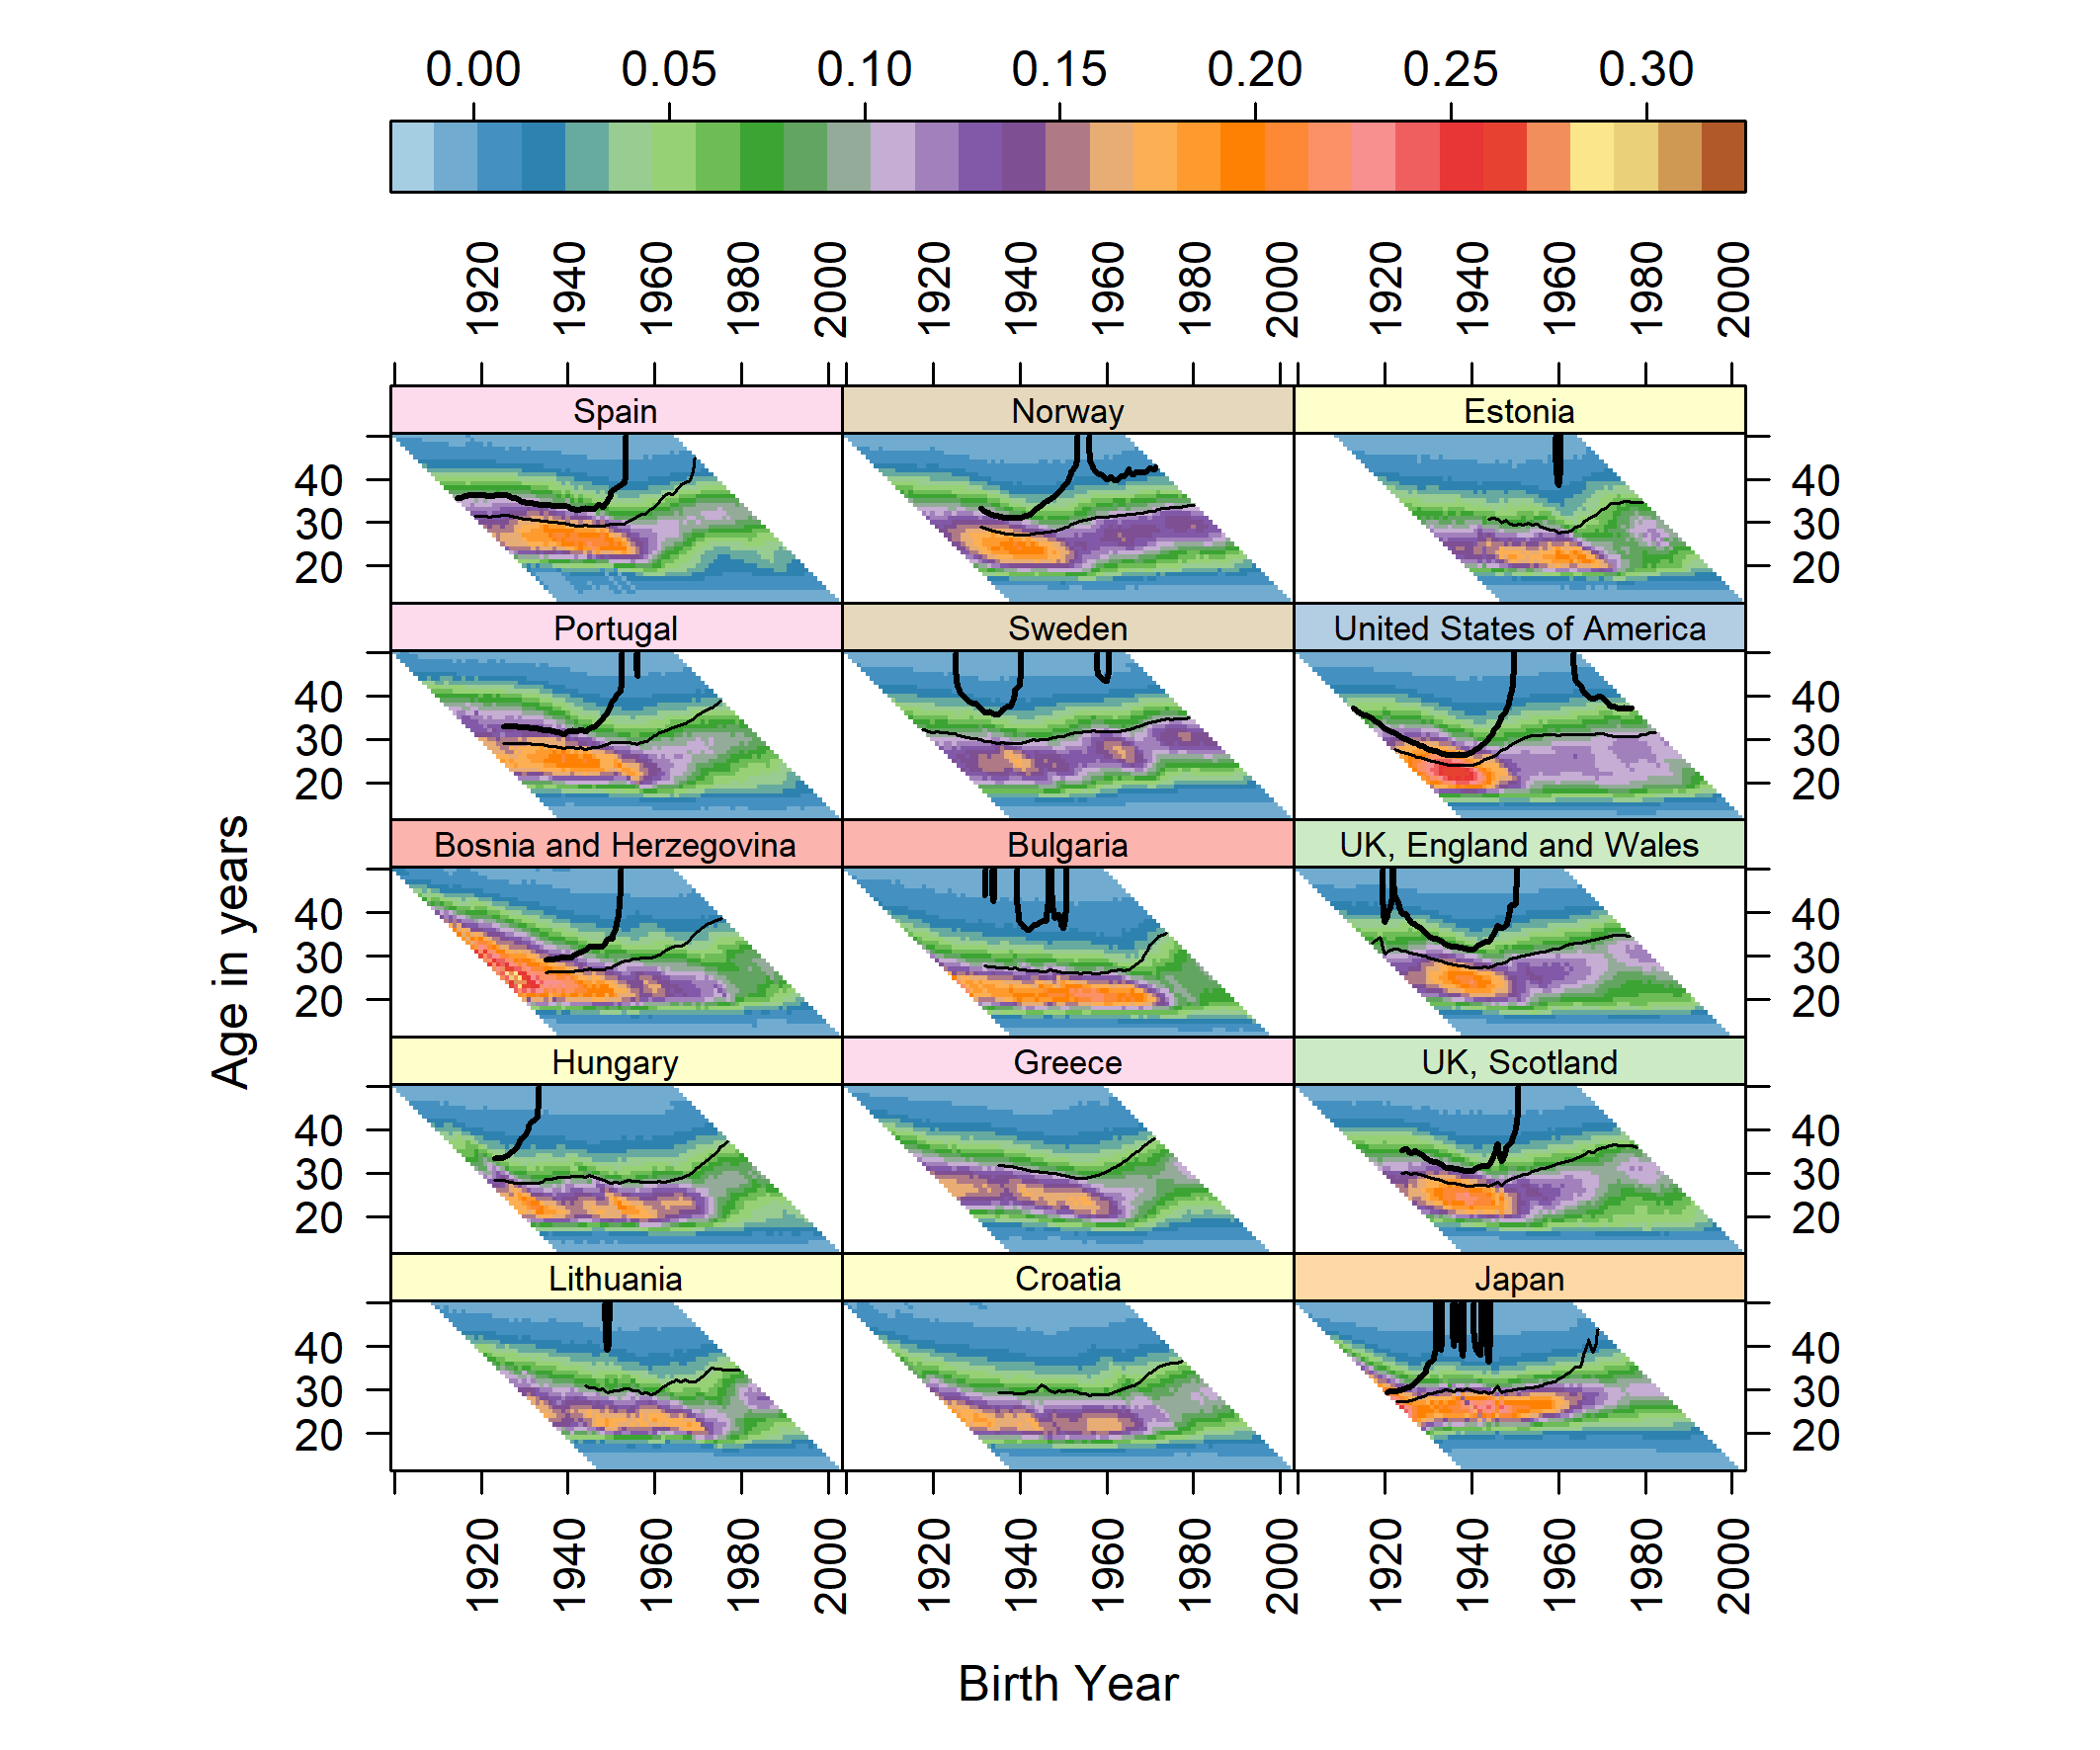 0.00 0.05 0.10 0.15 0.20 0.25 0.30
1920 1940 1960 1980 2000 1920 1940 1960 1980 2000 1920 1940 1960 1980 2000
Spain Norway Estonia
40 40
30 30
20 20
Portugal Sweden United States of America
40 40
30 30
20 20
Bosnia and Herzegovina Bulgaria UK, England and Wales
40 40
30 30
20 20
Hungary Greece UK, Scotland
40 40
30 30
20 20
Lithuania Croatia Japan
40 40
30 30
20 20
1920 1940 1960 1980 2000 1920 1940 1960 1980 2000 1920 1940 1960 1980 2000
Age in years
Birth Year